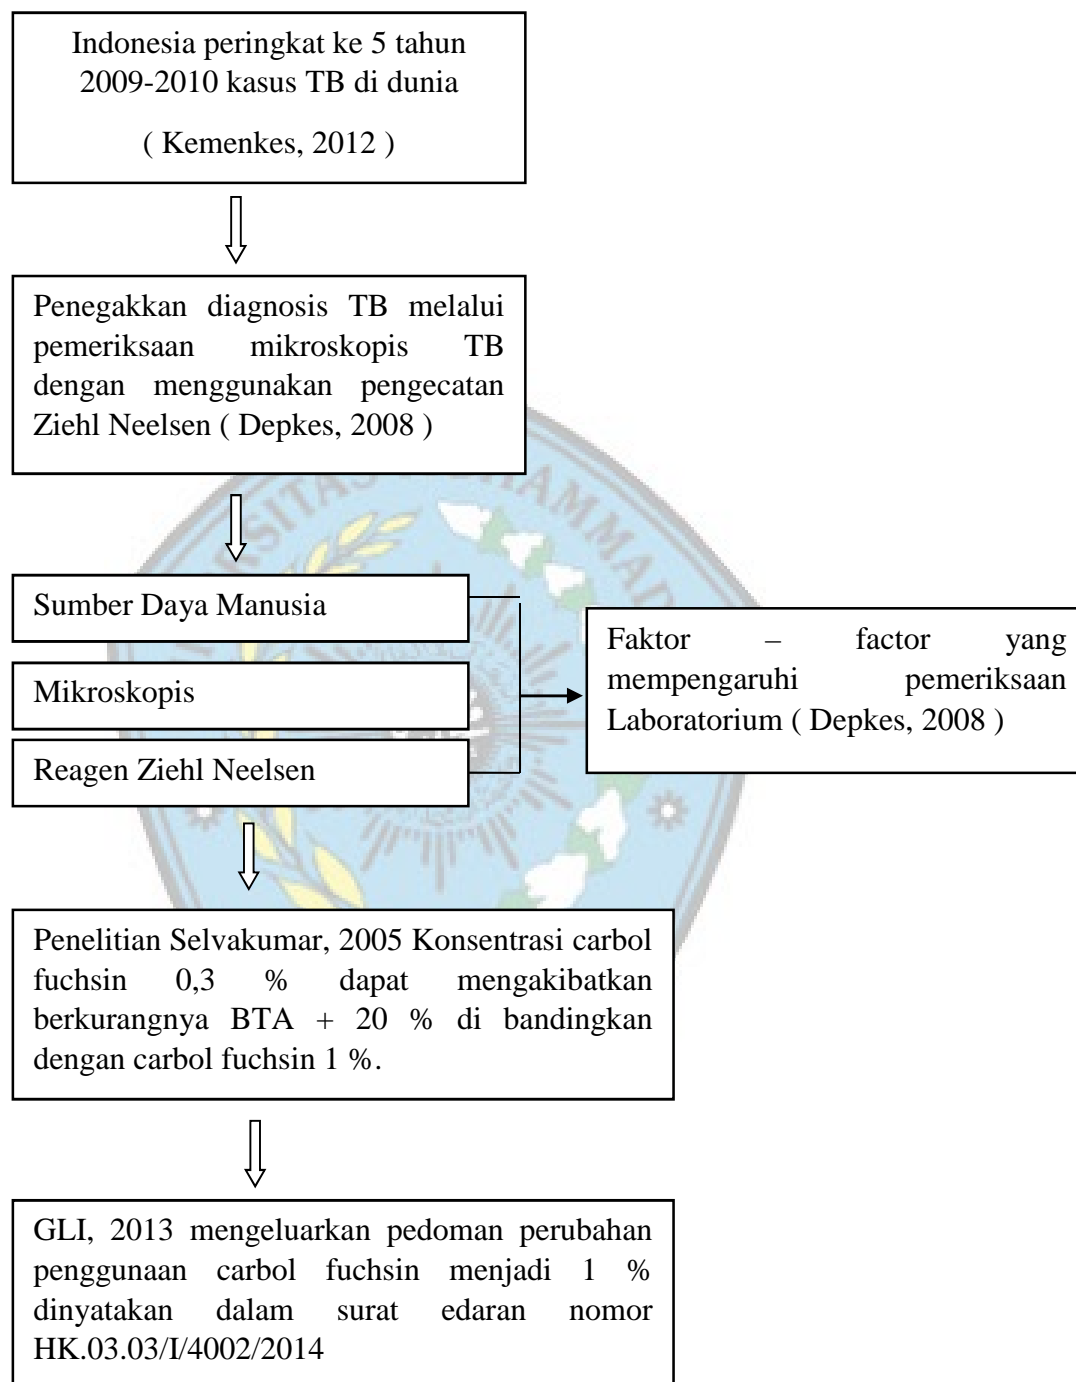 Indonesia peringkat ke 5 tahun
2009-2010 kasus TB di dunia
( Kemenkes, 2012 )
Penegakkan diagnosis TB melalui
pemeriksaan mikroskopis TB
dengan menggunakan pengecatan
Ziehl Neelsen ( Depkes, 2008 )
Sumber Daya Manusia
Mikroskopis
Reagen Ziehl Neelsen
Faktor – factor yang
mempengaruhi pemeriksaan
Laboratorium ( Depkes, 2008 )
Penelitian Selvakumar, 2005 Konsentrasi carbol
fuchsin 0,3 % dapat mengakibatkan
berkurangnya BTA + 20 % di bandingkan
dengan carbol fuchsin 1 %.
GLI, 2013 mengeluarkan pedoman perubahan
penggunaan carbol fuchsin menjadi 1 %
dinyatakan dalam surat edaran nomor
HK.03.03/I/4002/2014